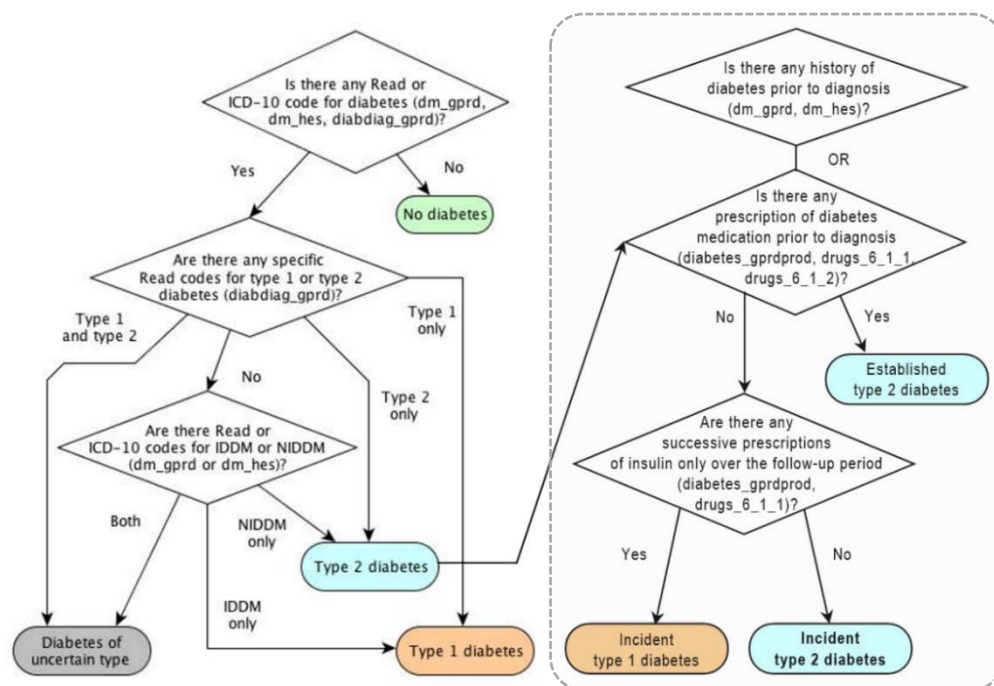 Is there any Read or
ICD-10 code for diabetes (dm_gprd,
dm_hes, diabdiag_gprd)?
Yes
No
No diabetes
Are there any specific
Read codes for type 1 or type 2
diabetes (diabdiag_gprd)?
Type 1
and type 2
No
Type 2
only
Type 1
only
Are there Read or
ICD-10 codes for IDDM or NIDDM
(dm_gprd or dm_hes)?
Both
NIDDM
only
IDDM
only
Type 2 diabetes
Diabetes of
uncertain type
Type 1 diabetes
Is there any history of
diabetes prior to diagnosis
(dm_gprd, dm_hes)?
OR
Is there any
prescription of diabetes
medication prior to diagnosis
(diabetes_gprdprod, drugs_6_1_1,
drugs_6_1_2)?
No
Yes
Established
type 2 diabetes
Are there any
successive prescriptions
of insulin only over the follow-up period
(diabetes_gprdprod,
drugs_6_1_1)?
Yes
No
Incident
type 1 diabetes
Incident
type 2 diabetes